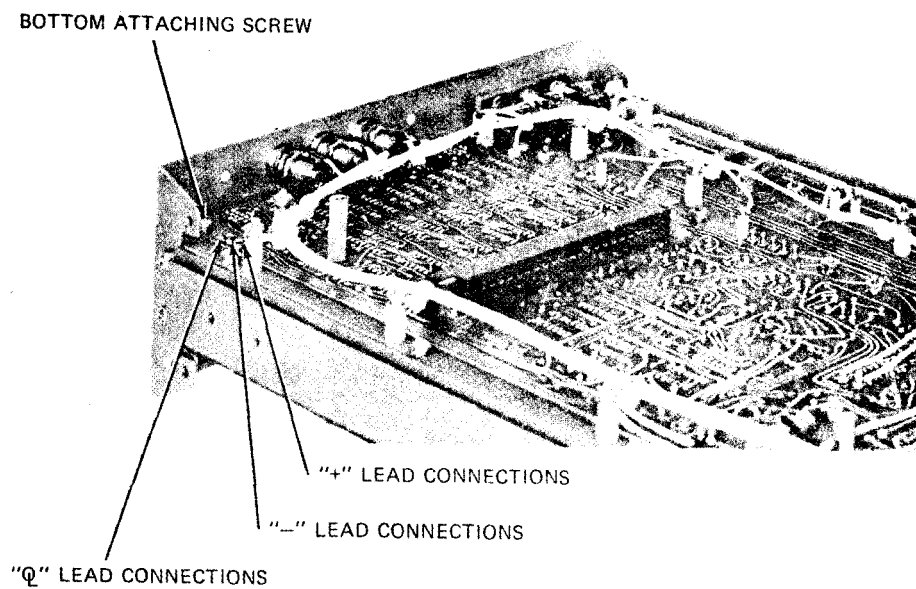 BOTTOM ATTACHING SCREW
"+" LEAD CONNECTIONS
"—" LEAD CONNECTIONS
"℄" LEAD CONNECTIONS